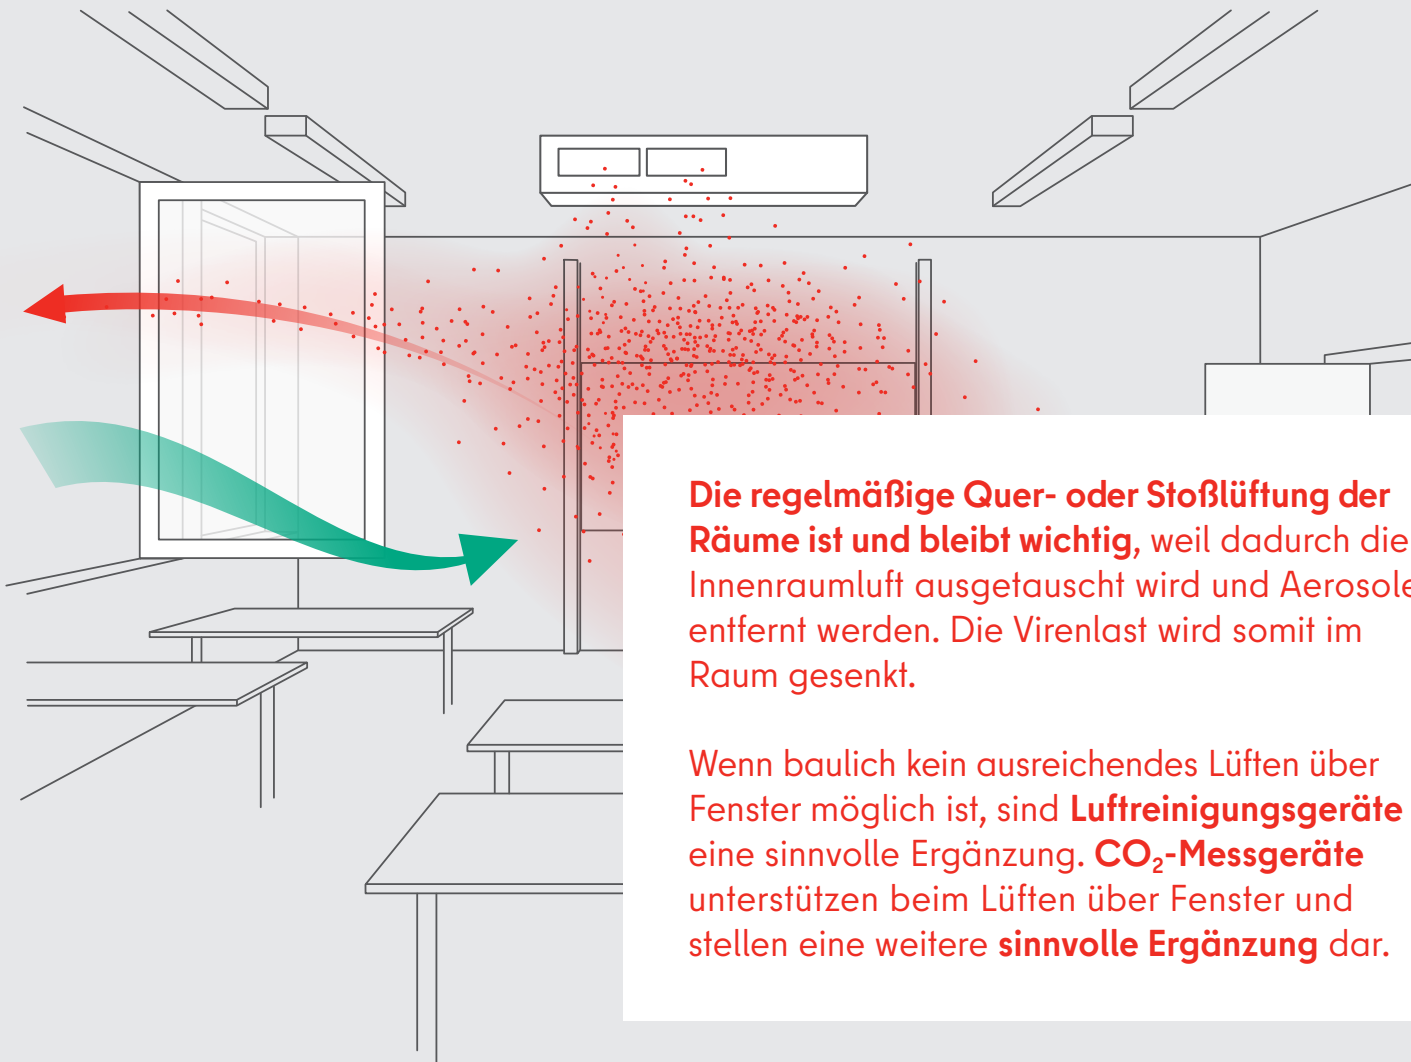 Die regelmäßige Quer- oder Stoßlüftung der
Räume ist und bleibt wichtig, weil dadurch die
Innenraumluft ausgetauscht wird und Aerosole
entfernt werden. Die Virenlast wird somit im
Raum gesenkt.
Wenn baulich kein ausreichendes Lüften über
Fenster möglich ist, sind Luftreinigungsgeräte
eine sinnvolle Ergänzung. CO₂-Messgeräte
unterstützen beim Lüften über Fenster und
stellen eine weitere sinnvolle Ergänzung dar.